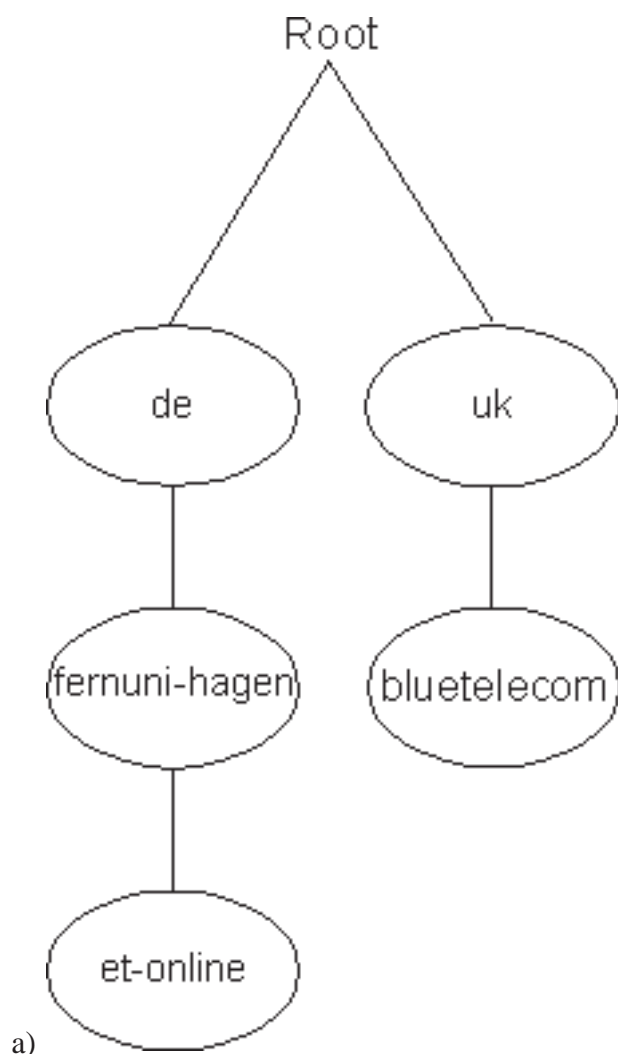 Root
de
uk
fernuni-hagen
bluetelecom
et-online
a)